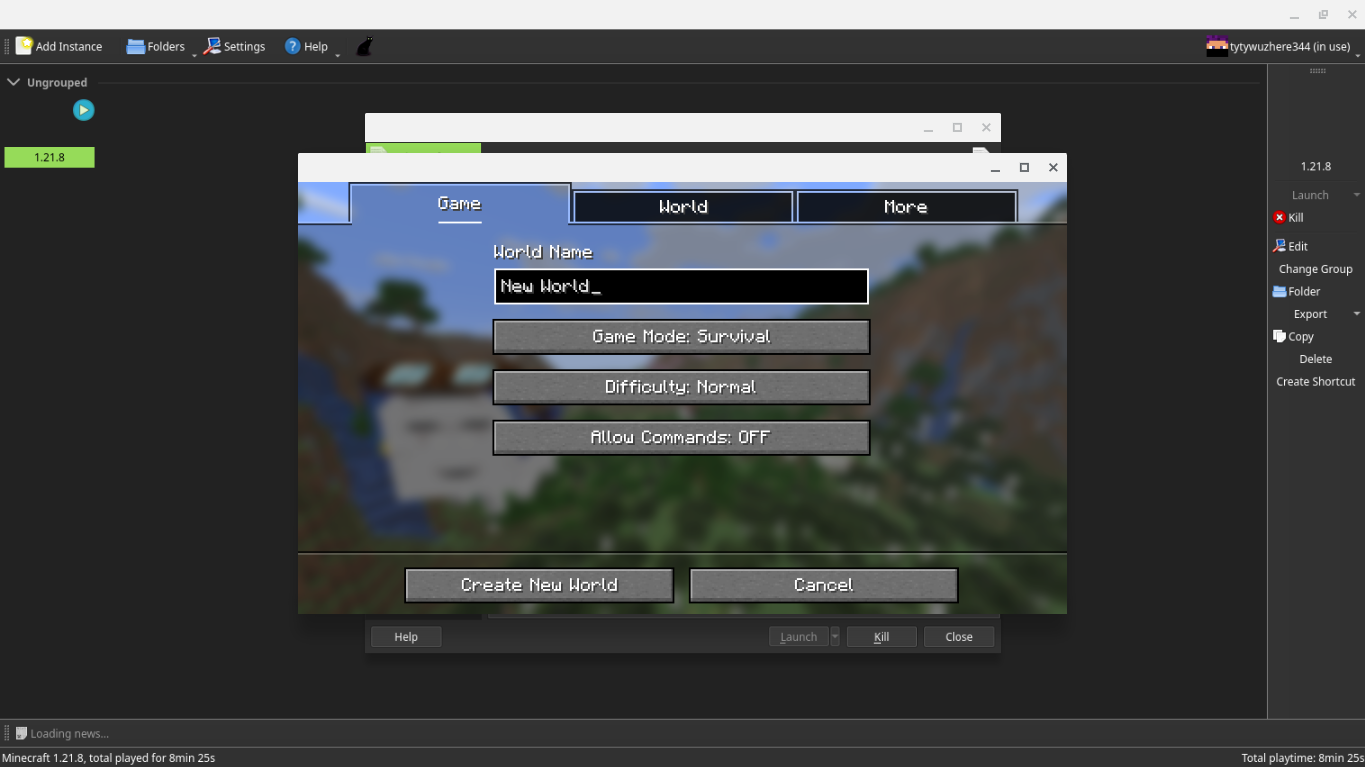 Add Instance Folders Settings Help tytywuzhere344 (in use)
Ungrouped
1.21.8
Game World More
World Name
New World_
Game Mode: Survival
Difficulty: Normal
Allow Commands: OFF
Create New World Cancel
Help Launch Kill Close
1.21.8
Launch
Kill
Edit
Change Group
Folder
Export
Copy
Delete
Create Shortcut
Loading news...
Minecraft 1.21.8, total played for 8min 25s Total playtime: 8min 25s